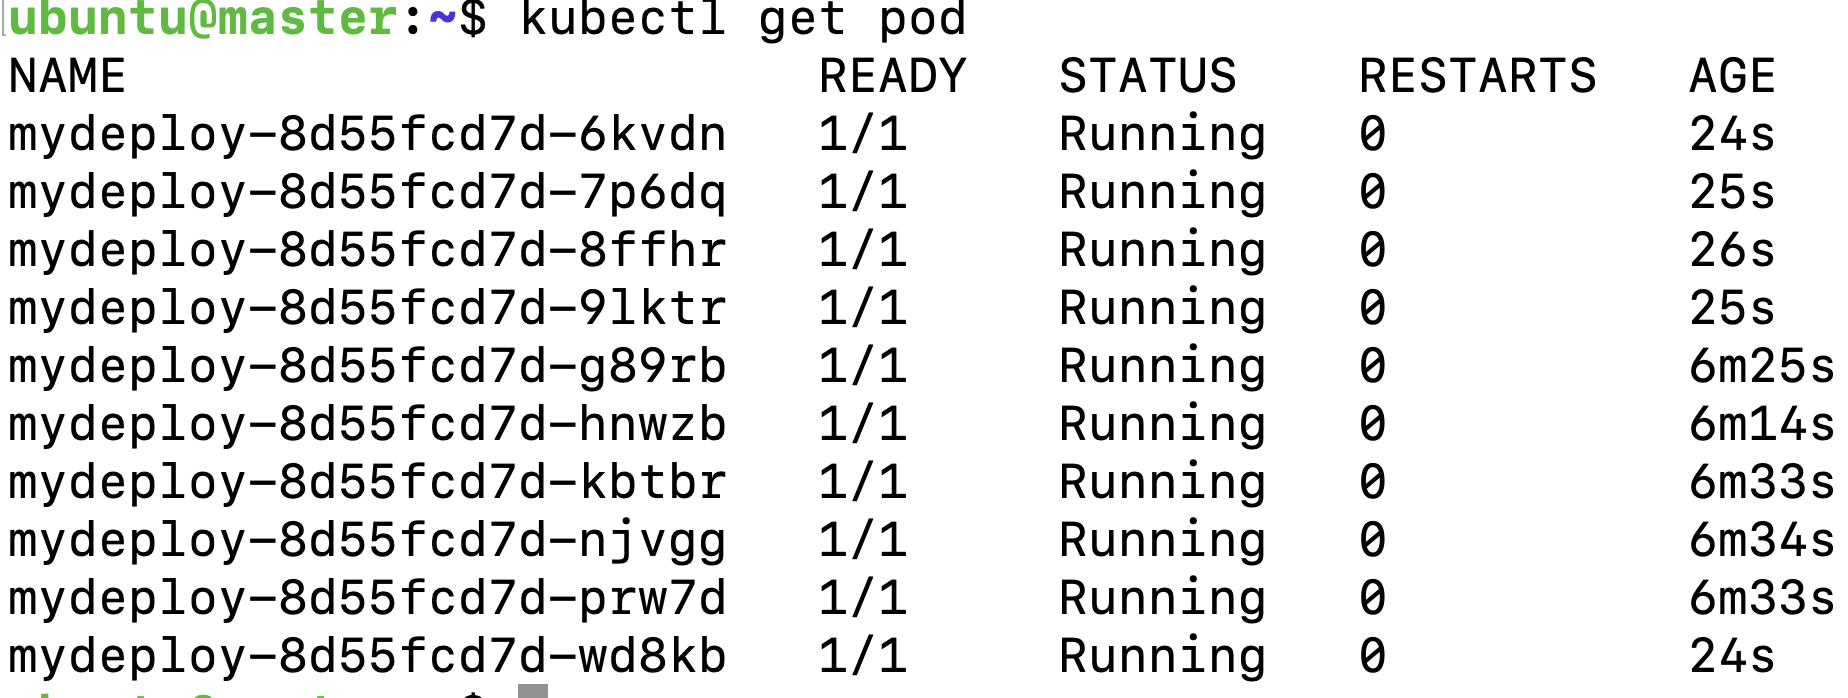 ubuntu@master:~$ kubectl get pod
NAME READY STATUS RESTARTS AGE
mydeploy-8d55fcd7d-6kvdn 1/1 Running 0 24s
mydeploy-8d55fcd7d-7p6dq 1/1 Running 0 25s
mydeploy-8d55fcd7d-8ffhr 1/1 Running 0 26s
mydeploy-8d55fcd7d-9lktr 1/1 Running 0 25s
mydeploy-8d55fcd7d-g89rb 1/1 Running 0 6m25s
mydeploy-8d55fcd7d-hnwzb 1/1 Running 0 6m14s
mydeploy-8d55fcd7d-kbtbr 1/1 Running 0 6m33s
mydeploy-8d55fcd7d-njvgg 1/1 Running 0 6m34s
mydeploy-8d55fcd7d-prw7d 1/1 Running 0 6m33s
mydeploy-8d55fcd7d-wd8kb 1/1 Running 0 24s